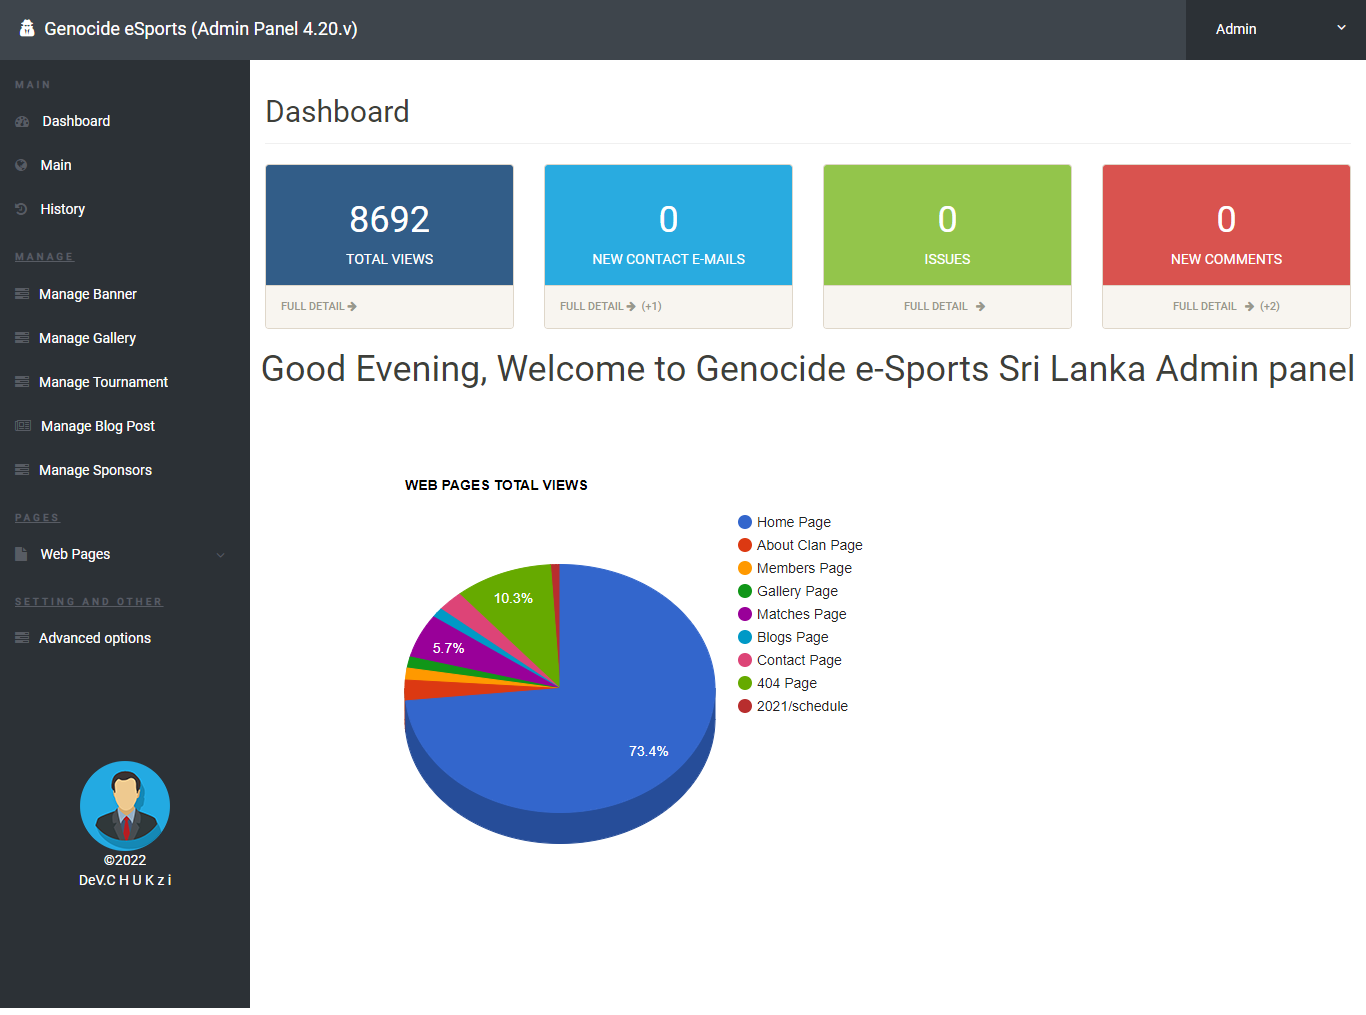 Genocide eSports (Admin Panel 4.20.v)
Admin
MAIN
Dashboard
Main
History
MANAGE
Manage Banner
Manage Gallery
Manage Tournament
Manage Blog Post
Manage Sponsors
PAGES
Web Pages
SETTING AND OTHER
Advanced options
©2022
DeV.C H U K z i
Dashboard
8692
TOTAL VIEWS
FULL DETAIL
0
NEW CONTACT E-MAILS
FULL DETAIL (+1)
0
ISSUES
FULL DETAIL
0
NEW COMMENTS
FULL DETAIL (+2)
Good Evening, Welcome to Genocide e-Sports Sri Lanka Admin panel
WEB PAGES TOTAL VIEWS
10.3%
5.7%
73.4%
Home Page
About Clan Page
Members Page
Gallery Page
Matches Page
Blogs Page
Contact Page
404 Page
2021/schedule